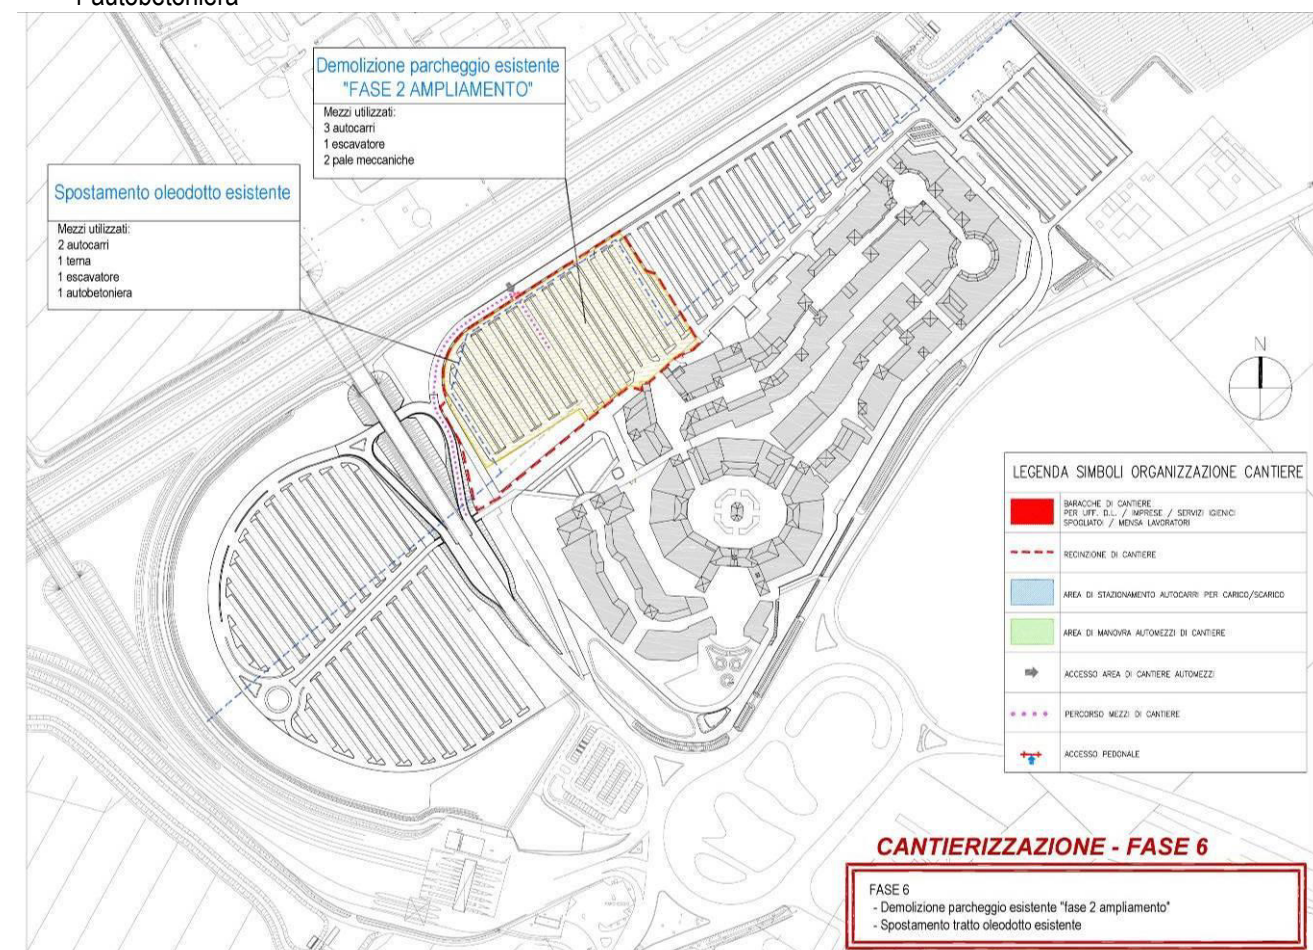 1 autobetoniera
Demolizione parcheggio esistente
"FASE 2 AMPLIAMENTO"
Mezzi utilizzati:
3 autocarri
1 escavatore
2 pale meccaniche
Spostamento oleodotto esistente
Mezzi utilizzati:
2 autocarri
1 terna
1 escavatore
1 autobetoniera
N
LEGENDA SIMBOLI ORGANIZZAZIONE CANTIERE
BARACCHE DI CANTIERE
PER UFF. D.L. / IMPRESE / SERVIZI IGIENICI
SPOGLIATOI / MENSA LAVORATORI
RECINZIONE DI CANTIERE
AREA DI STAZIONAMENTO AUTOCARRI PER CARICO/SCARICO
AREA DI MANOVRA AUTOMEZZI DI CANTIERE
ACCESSO AREA DI CANTIERE AUTOMEZZI
PERCORSO MEZZI DI CANTIERE
ACCESSO PEDONALE
CANTIERIZZAZIONE - FASE 6
FASE 6
- Demolizione parcheggio esistente "fase 2 ampliamento"
- Spostamento tratto oleodotto esistente